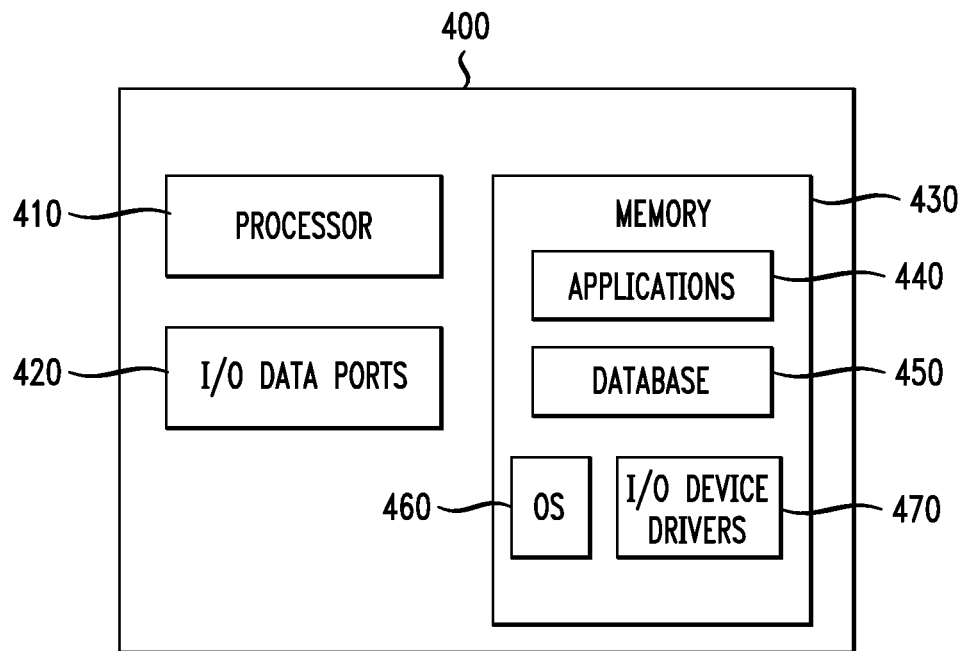 400
410
PROCESSOR
MEMORY
430
APPLICATIONS
440
420
I/O DATA PORTS
DATABASE
450
460
OS
I/O DEVICE
DRIVERS
470